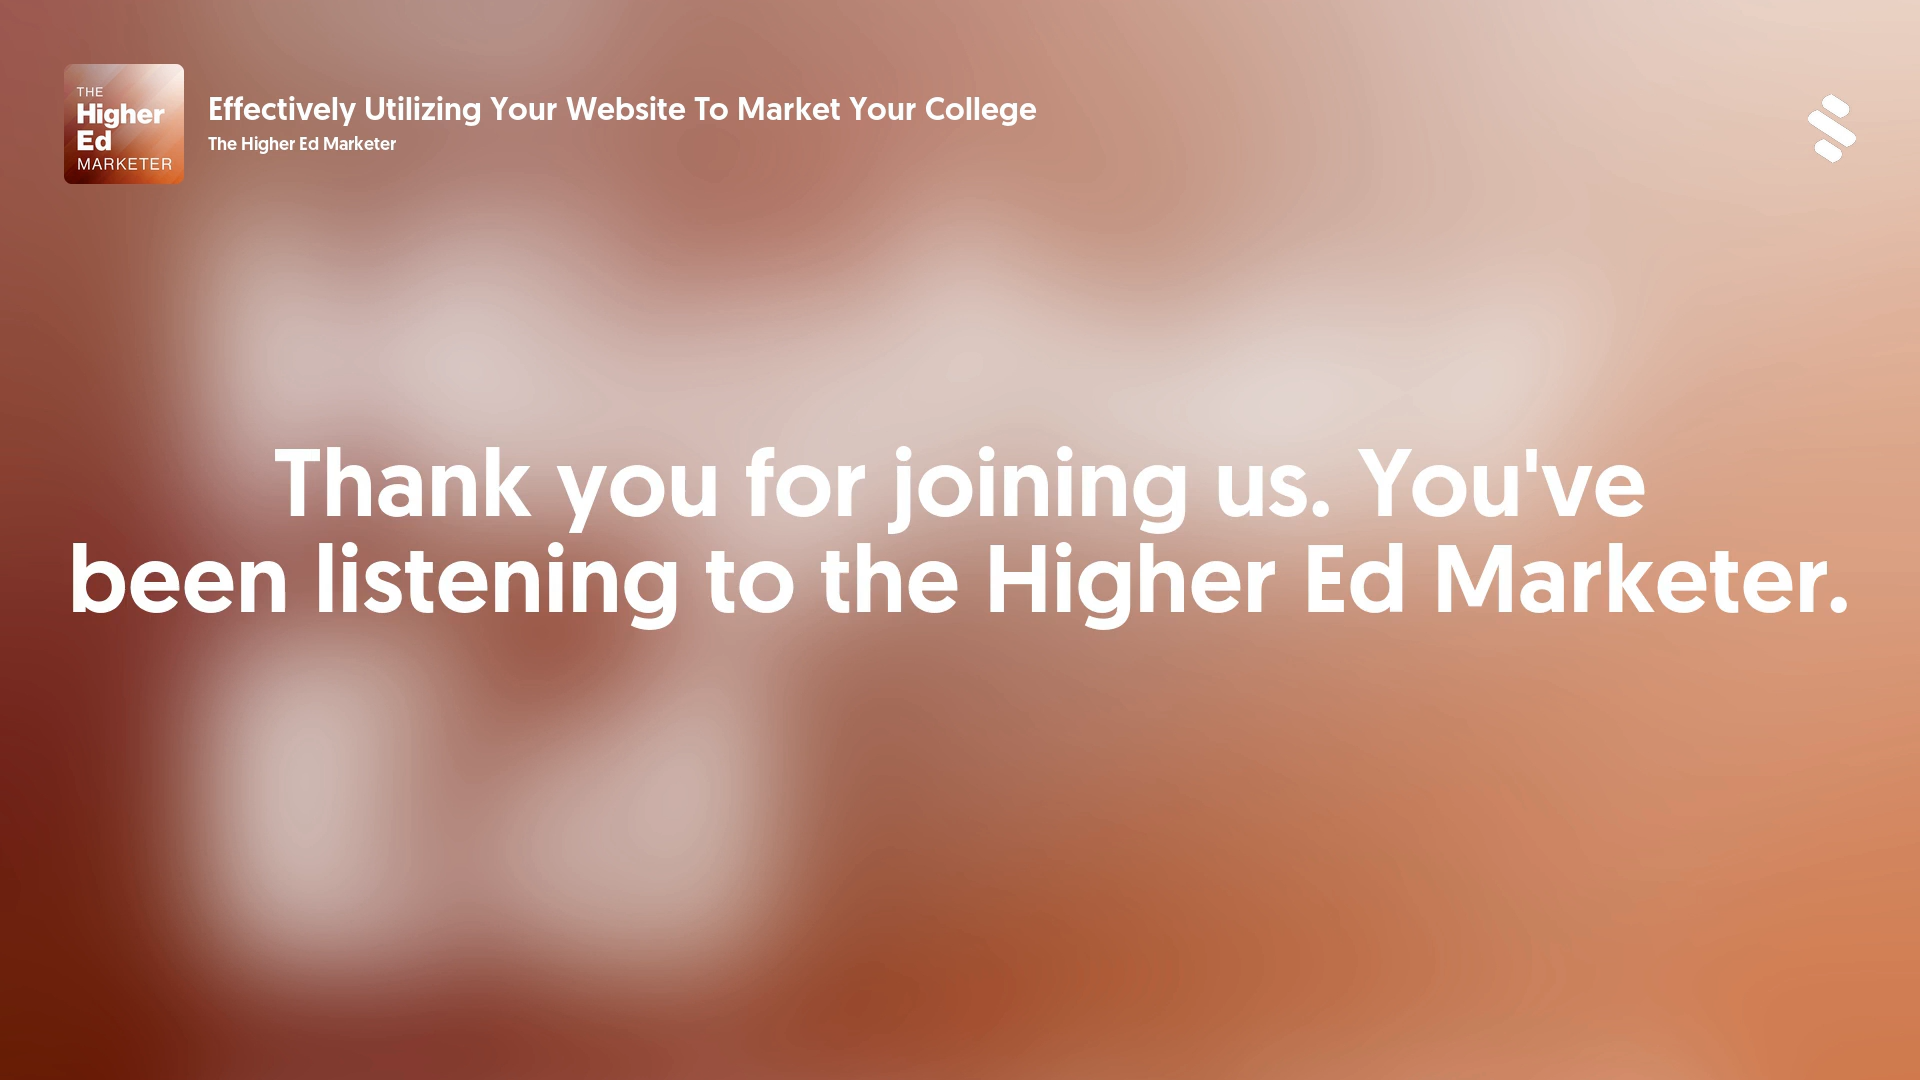 THE
Higher
Ed
MARKETER
Effectively Utilizing Your Website To Market Your College
The Higher Ed Marketer
Thank you for joining us. You've
been listening to the Higher Ed Marketer.